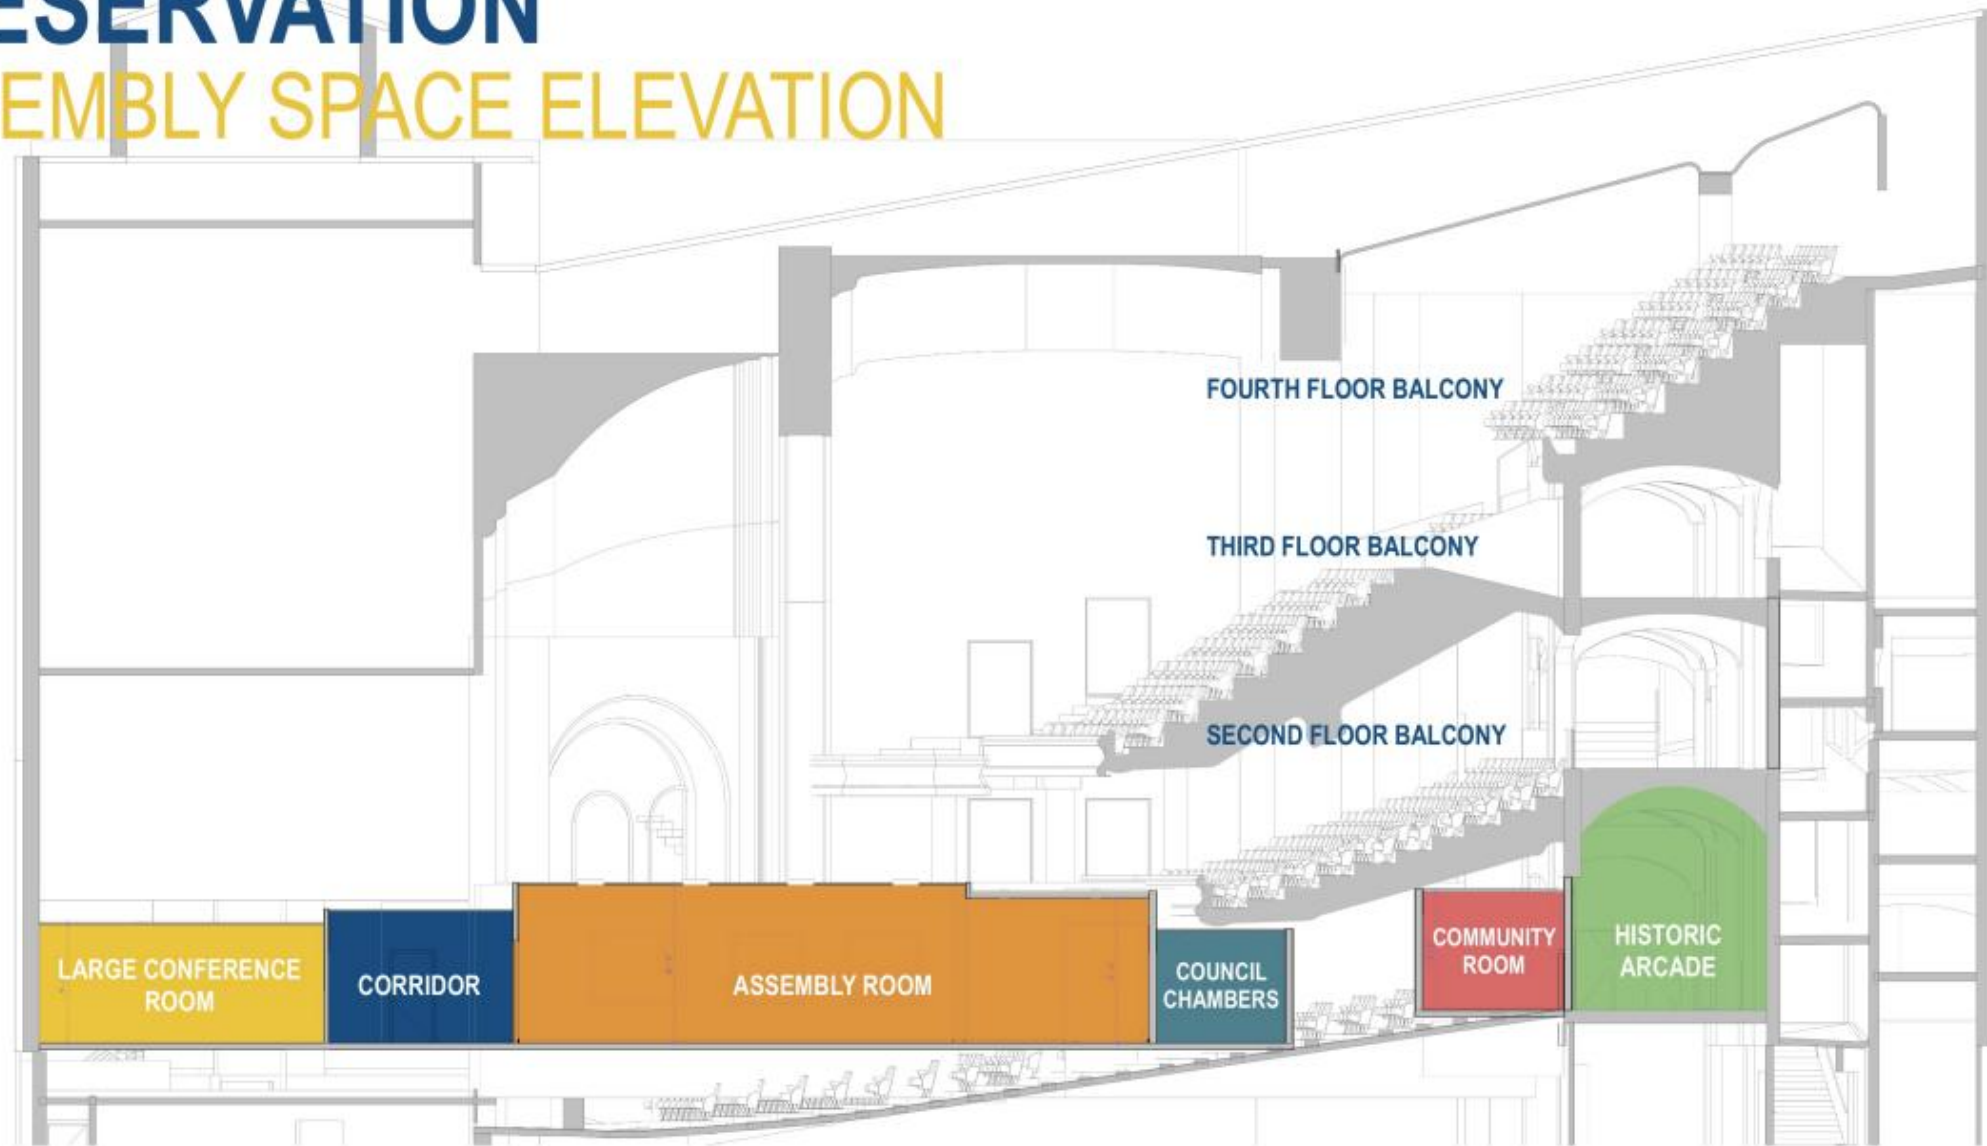 ESERVATION
EMBLY SPACE ELEVATION
FOURTH FLOOR BALCONY
THIRD FLOOR BALCONY
SECOND FLOOR BALCONY
LARGE CONFERENCE
ROOM
CORRIDOR
ASSEMBLY ROOM
COUNCIL
CHAMBERS
COMMUNITY
ROOM
HISTORIC
ARCADE